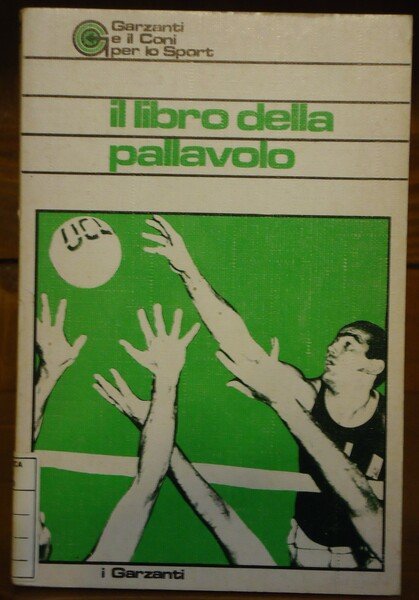 Garzanti
e il Coni
per lo Sport
il libro della
pallavolo
i Garzanti